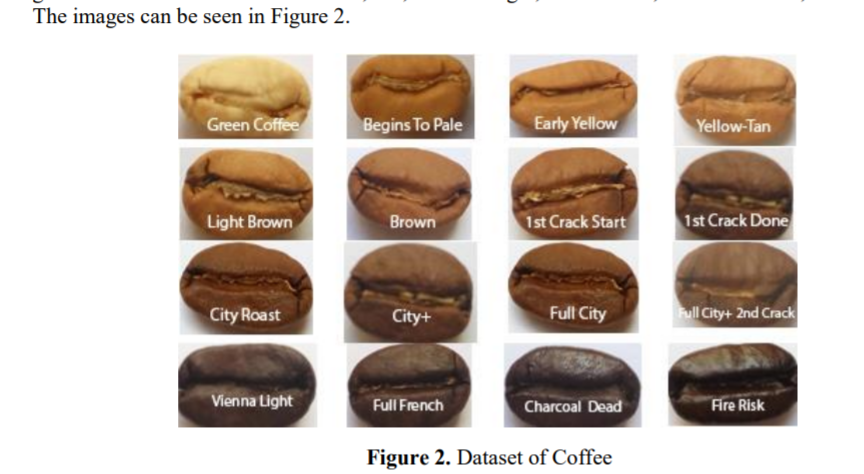 The images can be seen in Figure 2.
Green Coffee
Begins To Pale
Early Yellow
Yellow-Tan
Light Brown
Brown
1st Crack Start
1st Crack Done
City Roast
City+
Full City
Full City+ 2nd Crack
Vienna Light
Full French
Charcoal Dead
Fire Risk
Figure 2. Dataset of Coffee